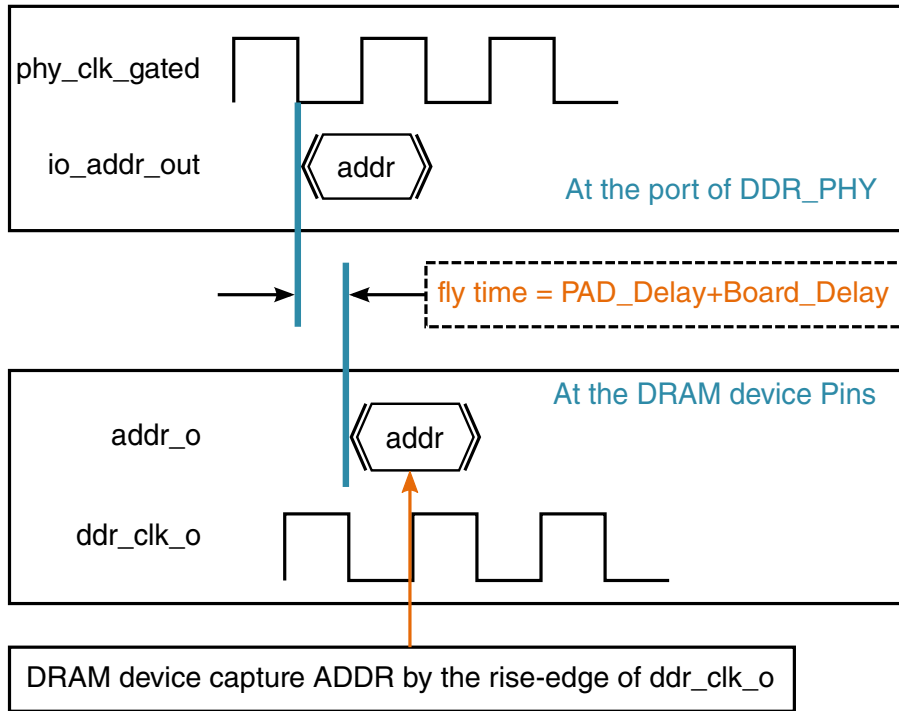 phy_clk_gated
io_addr_out
addr
At the port of DDR_PHY
fly time = PAD_Delay+Board_Delay
At the DRAM device Pins
addr_o
addr
ddr_clk_o
DRAM device capture ADDR by the rise-edge of ddr_clk_o